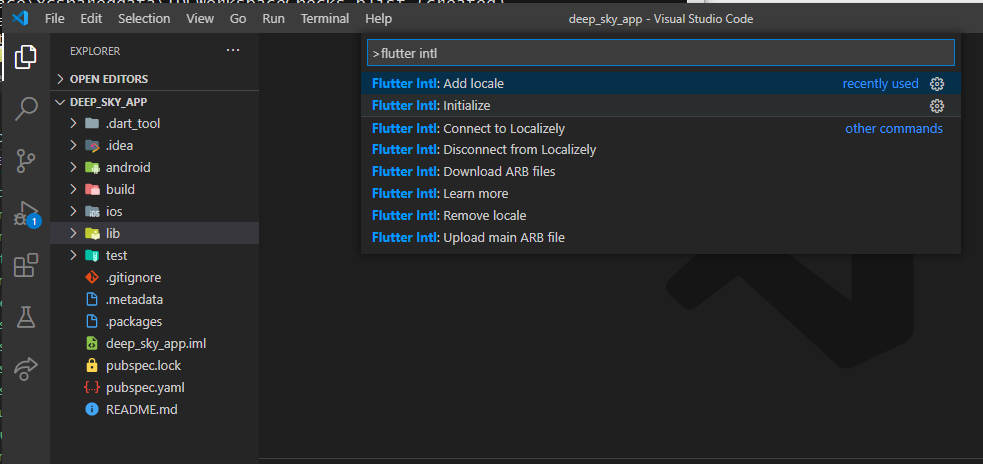 File Edit Selection View Go Run Terminal Help deep_sky_app - Visual Studio Code
EXPLORER ...
OPEN EDITORS
DEEP_SKY_APP
.dart_tool
.idea
android
build
ios
lib
test
.gitignore
.metadata
.packages
deep_sky_app.iml
pubspec.lock
pubspec.yaml
README.md
1
>flutter intl
Flutter Intl: Add locale recently used
Flutter Intl: Initialize
Flutter Intl: Connect to Localizely other commands
Flutter Intl: Disconnect from Localizely
Flutter Intl: Download ARB files
Flutter Intl: Learn more
Flutter Intl: Remove locale
Flutter Intl: Upload main ARB file